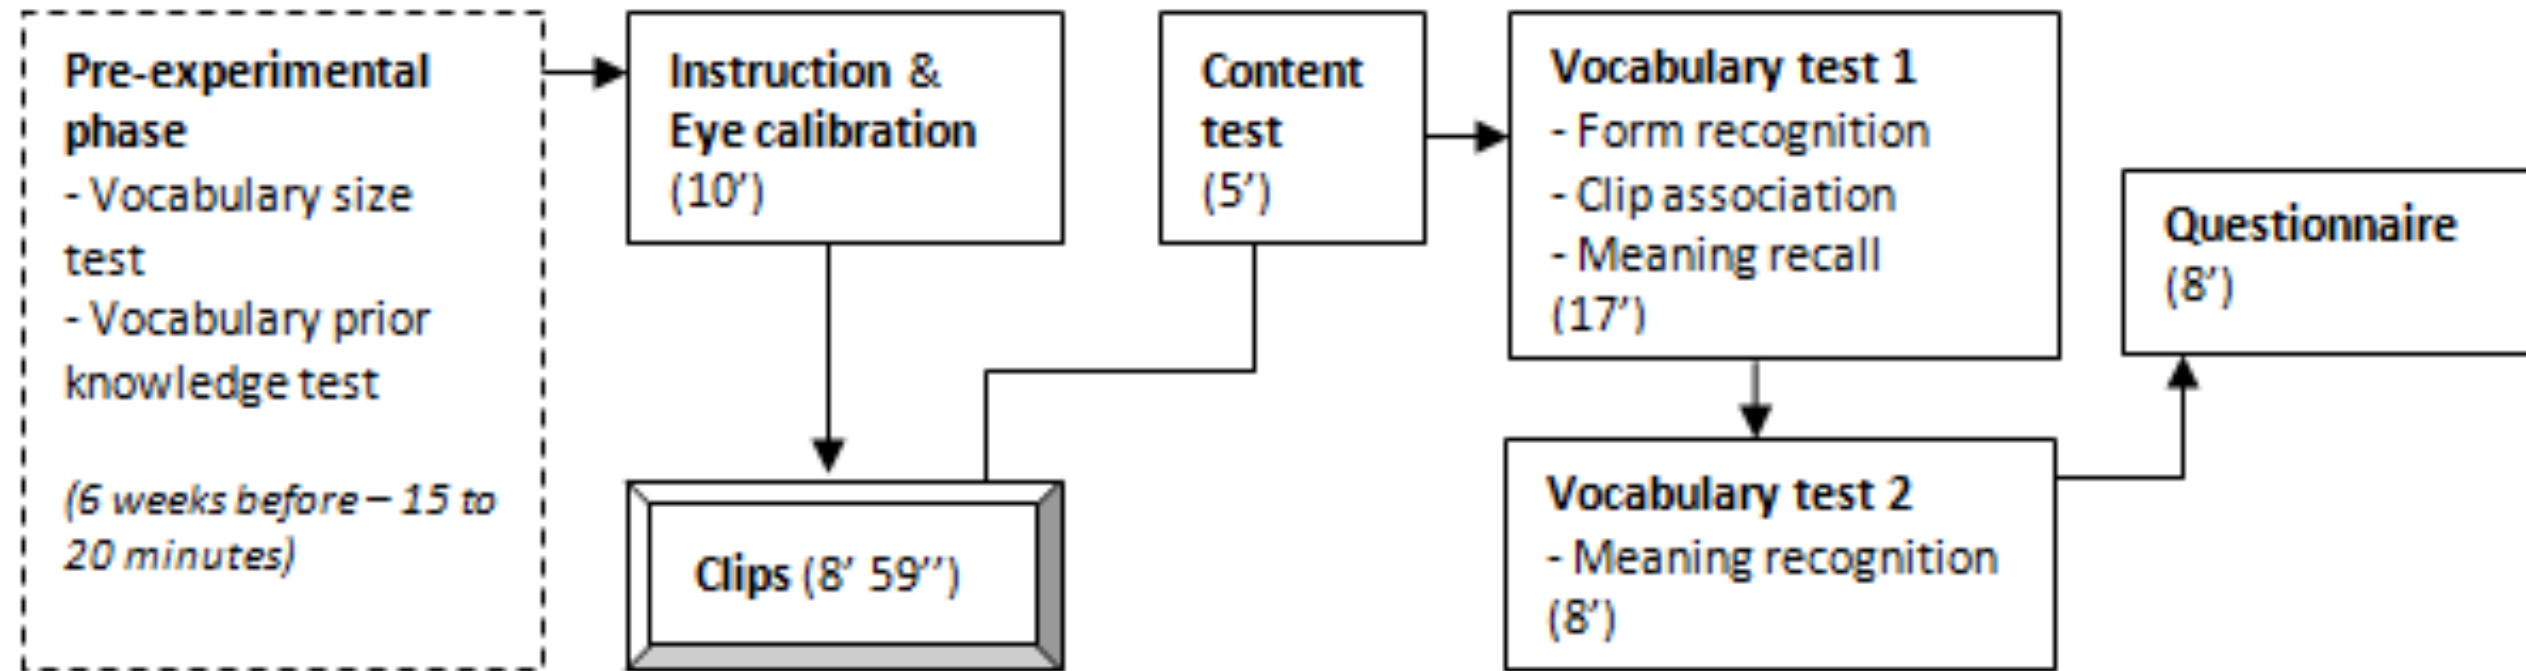 Pre-experimental
phase
- Vocabulary size
test
- Vocabulary prior
knowledge test
(6 weeks before – 15 to
20 minutes)
Instruction &
Eye calibration
(10’)
Clips (8’ 59’’)
Content
test
(5’)
Vocabulary test 1
- Form recognition
- Clip association
- Meaning recall
(17’)
Vocabulary test 2
- Meaning recognition
(8’)
Questionnaire
(8’)